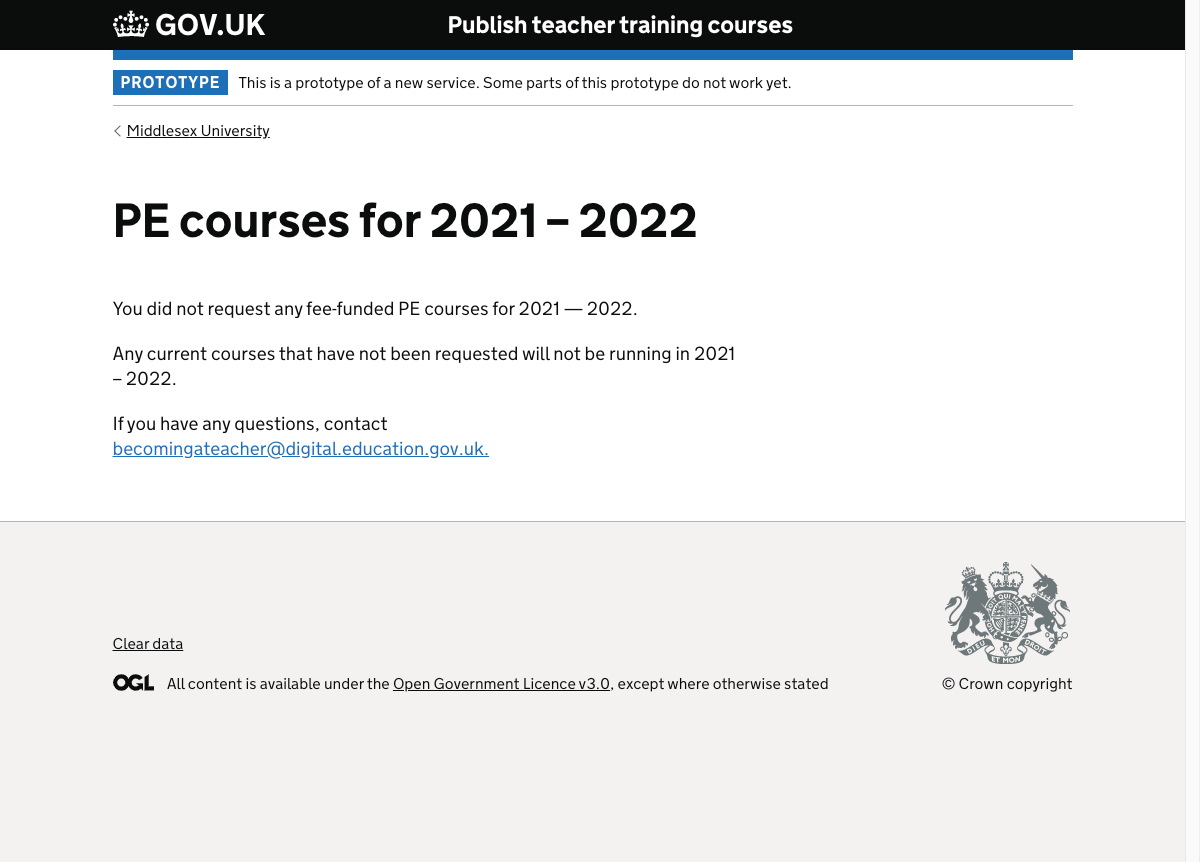 GOV.UK
Publish teacher training courses
PROTOTYPE This is a prototype of a new service. Some parts of this prototype do not work yet.
Middlesex University
PE courses for 2021 – 2022
You did not request any fee-funded PE courses for 2021 — 2022.
Any current courses that have not been requested will not be running in 2021
– 2022.
If you have any questions, contact
becomingateacher@digital.education.gov.uk.
Clear data
OGL All content is available under the Open Government Licence v3.0, except where otherwise stated
DIEU ET MON DROIT
© Crown copyright